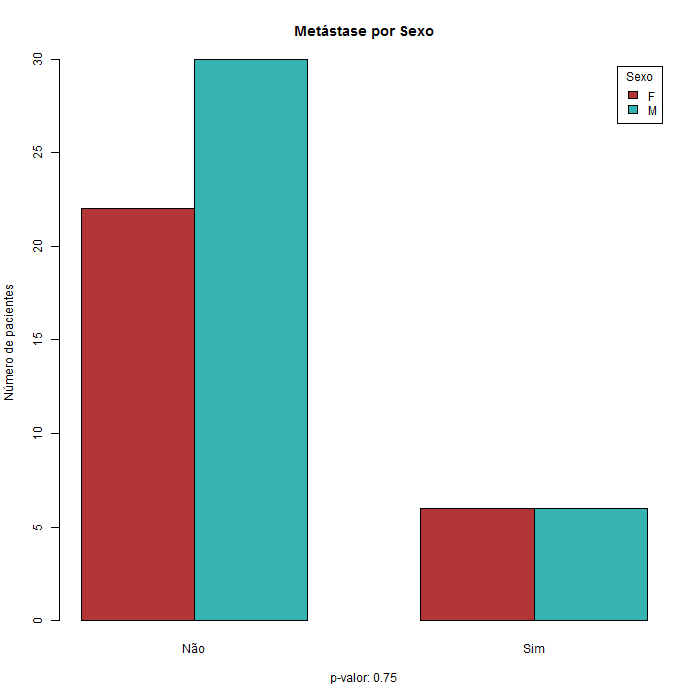 Metástase por Sexo
Sexo
F
M
Número de pacientes
30
25
20
15
10
5
0
Não
Sim
p-valor: 0.75